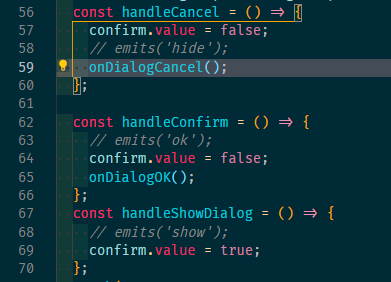 56 const handleCancel = () => {
57 confirm.value = false;
58 // emits('hide');
59 onDialogCancel();
60 };
61
62 const handleConfirm = () => {
63 // emits('ok');
64 confirm.value = false;
65 onDialogOK();
66 };
67 const handleShowDialog = () => {
68 // emits('show');
69 confirm.value = true;
70 };